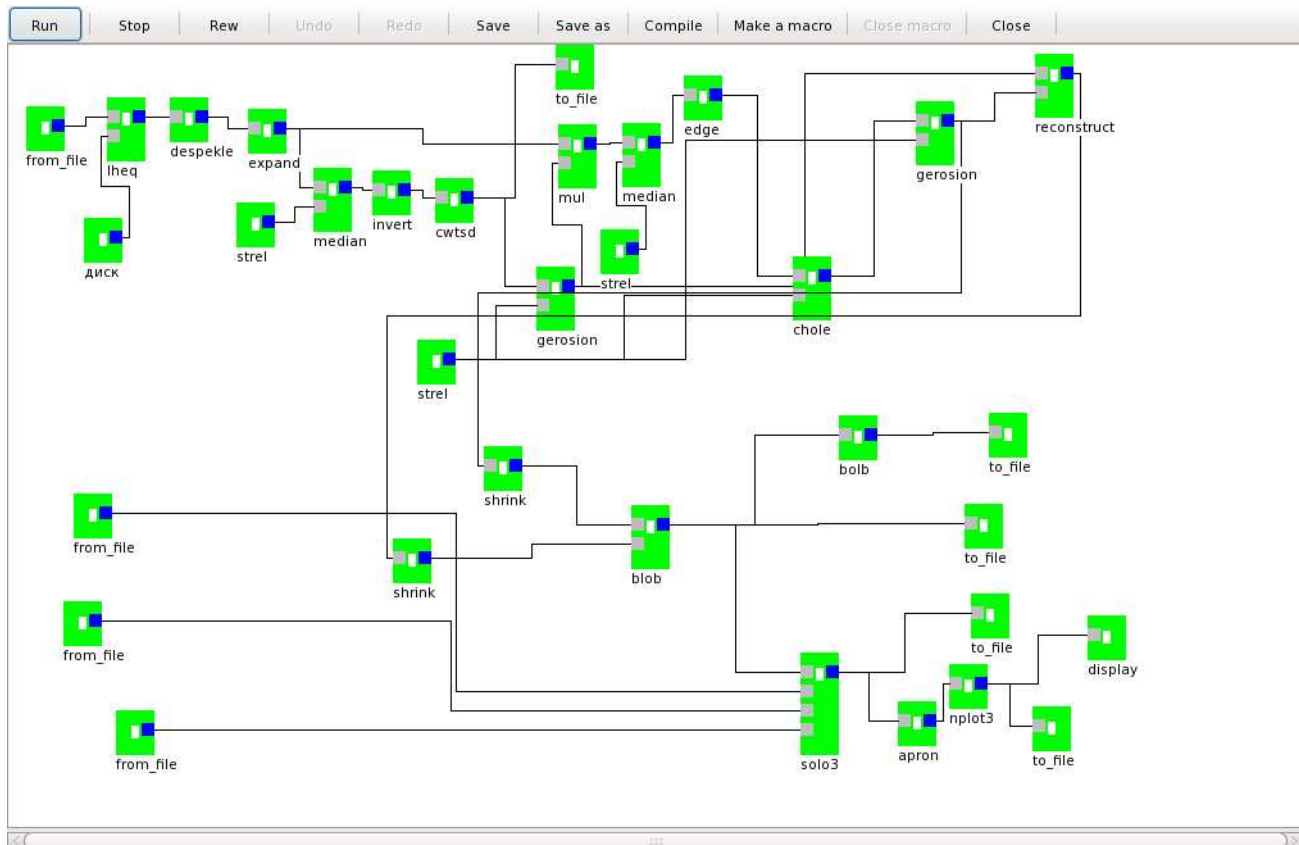 Run Stop Rew Undo Redo Save Save as Compile Make a macro Close macro Close
to_file
edge
reconstruct
from_file
lheq
despekle
expand
mul
median
gerosion
strel
median
invert
cwtsd
диск
strel
gerosion
chole
strel
bolb
to_file
shrink
from_file
shrink
blob
to_file
from_file
to_file
display
from_file
solo3
apron
nplot3
to_file